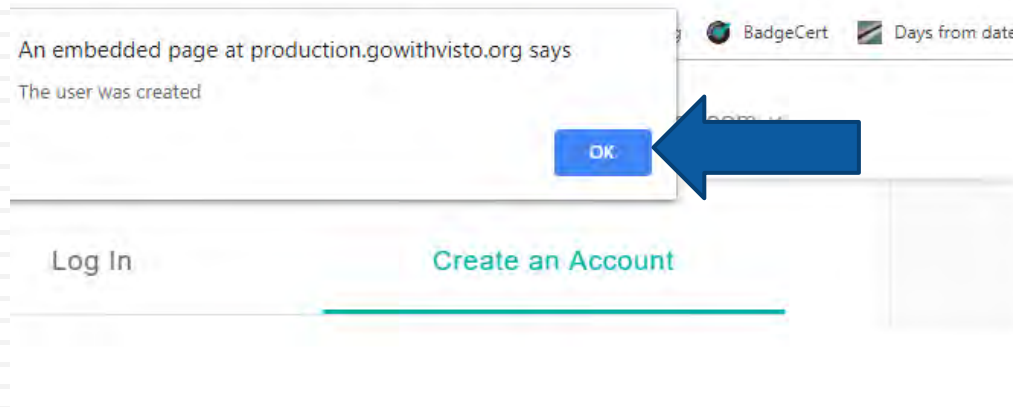 An embedded page at production.gowithvisto.org says
BadgeCert
Days from date
The user was created
OK
Log In
Create an Account